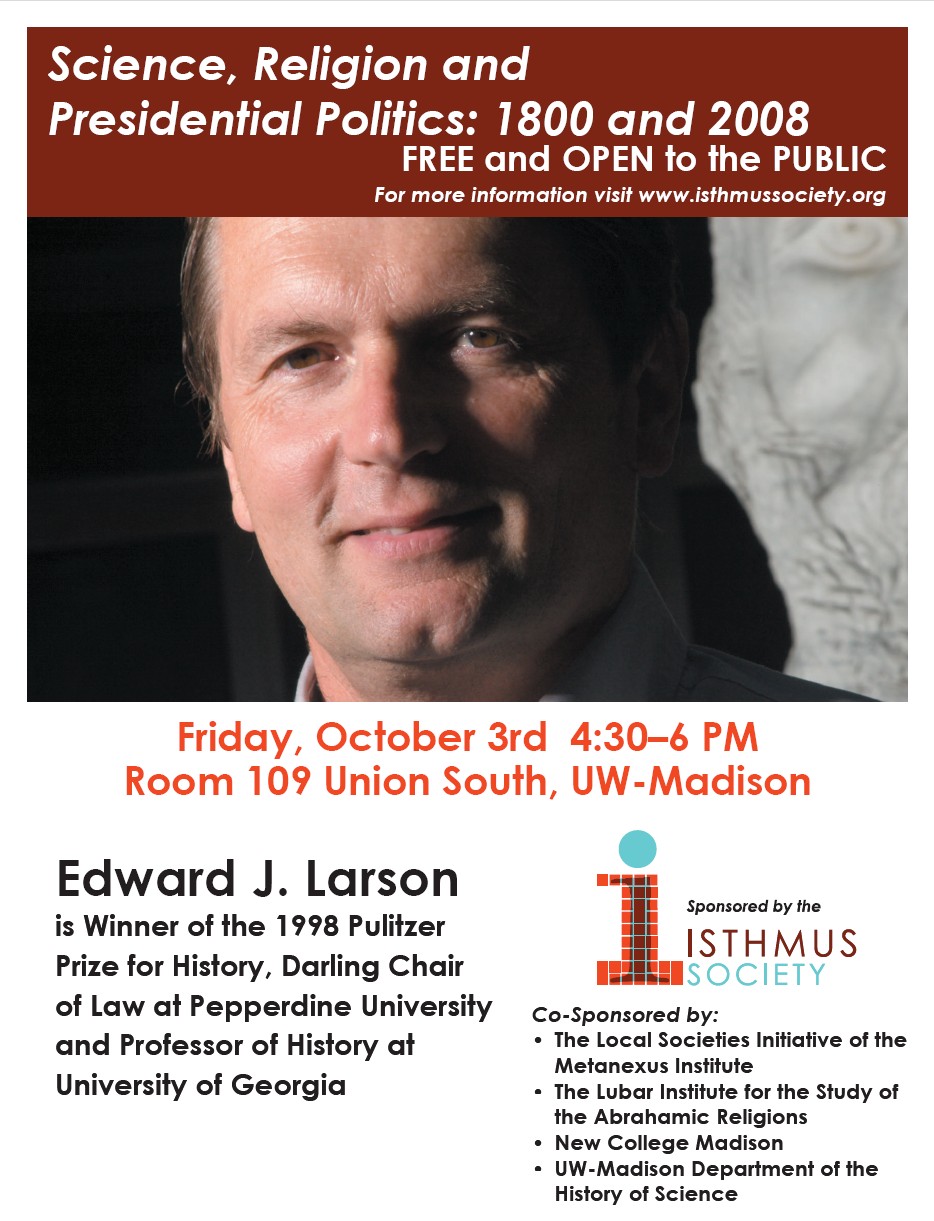 Science, Religion and
Presidential Politics: 1800 and 2008
FREE and OPEN to the PUBLIC
For more information visit www.isthmussociety.org
Friday, October 3rd  4:30–6 PM
Room 109 Union South, UW-Madison
Edward J. Larson
is Winner of the 1998 Pulitzer
Prize for History, Darling Chair
of Law at Pepperdine University
and Professor of History at
University of Georgia
i
Sponsored by the
ISTHMUS
SOCIETY
Co-Sponsored by:
• The Local Societies Initiative of the
Metanexus Institute
• The Lubar Institute for the Study of
the Abrahamic Religions
• New College Madison
• UW-Madison Department of the
History of Science